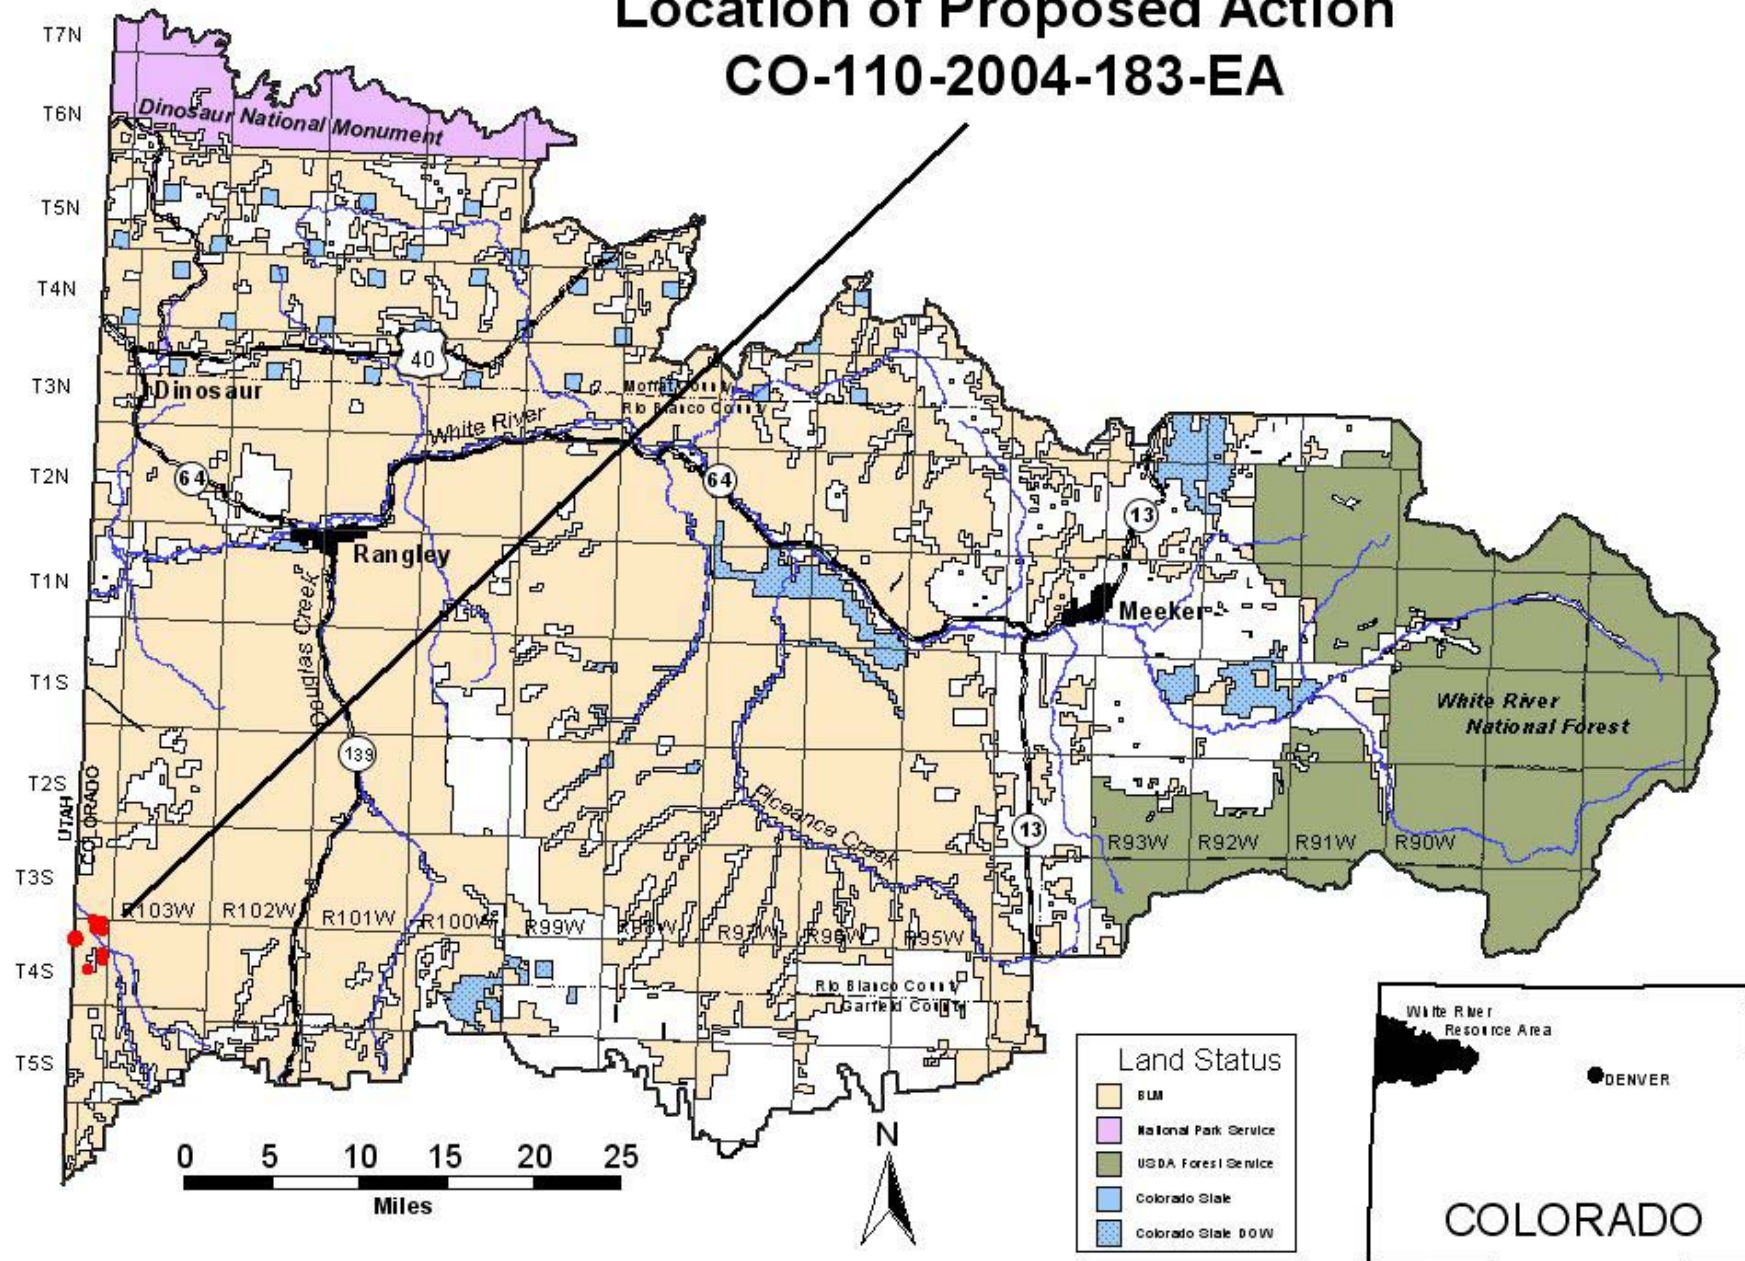 Location of Proposed Action
CO-110-2004-183-EA
T7N
T6N
T5N
T4N
T3N
T2N
T1N
T1S
T2S
T3S
T4S
T5S
Dinosaur National Monument
40
Dinosaur
Moffat County
Rio Blanco County
White River
64
64
13
Rangley
Meeker
Douglas Creek
139
White River
National Forest
UTAH
COLORADO
Piceance Creek
13
R93W
R92W
R91W
R90W
R103W
R102W
R101W
R100W
R99W
R98W
R97W
R96W
R95W
Rio Blanco County
Garfield County
0 5 10 15 20 25
Miles
N
Land Status
BLM
National Park Service
USDA Forest Service
Colorado State
Colorado State DOW
White River
Resource Area
DENVER
COLORADO